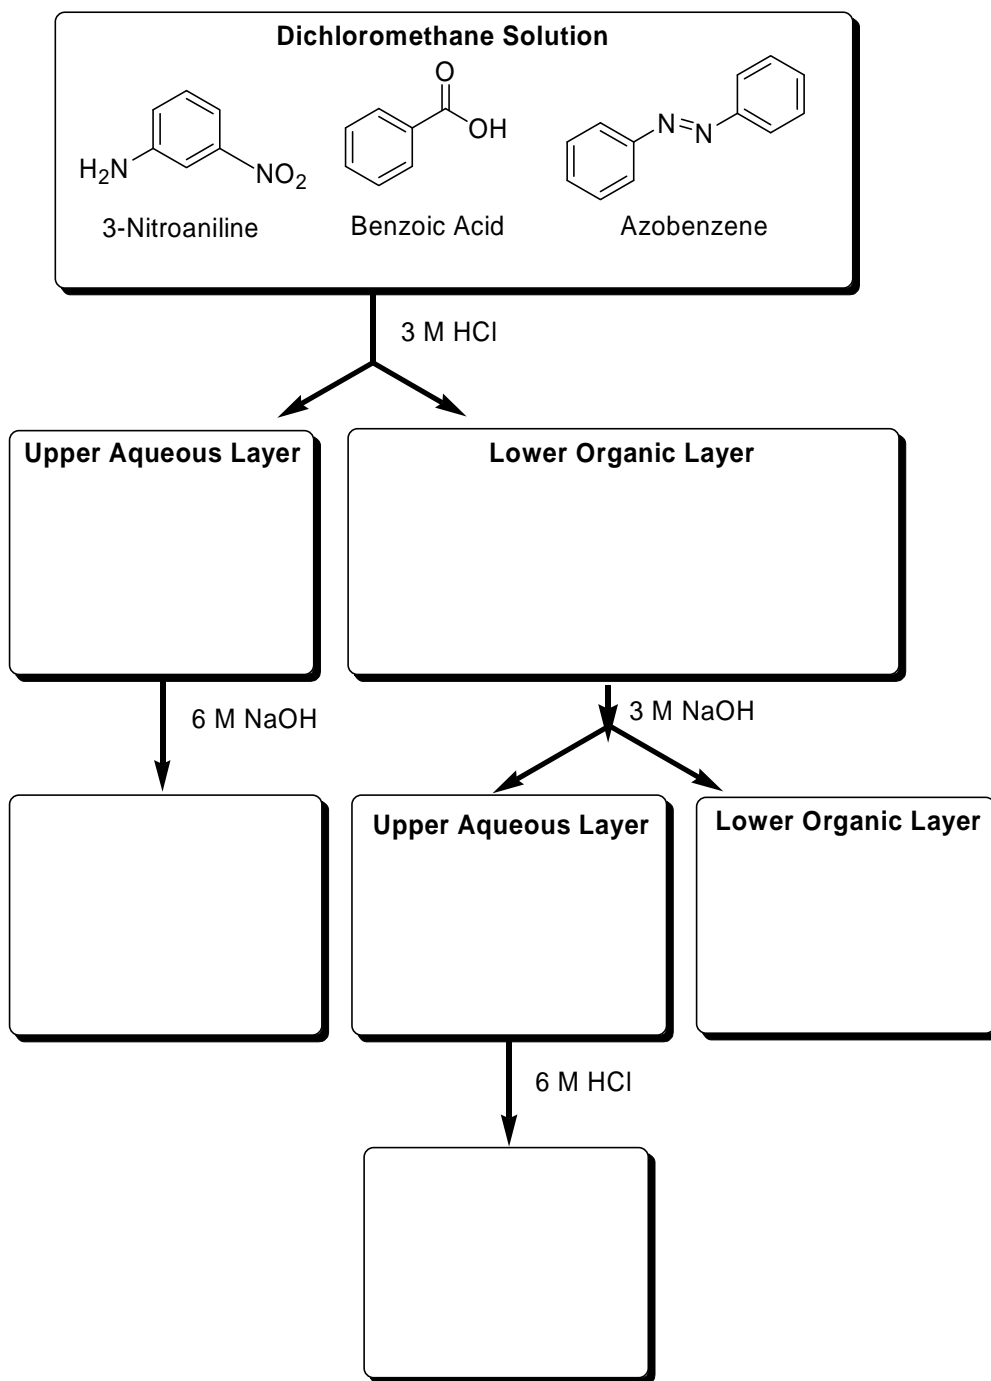 Dichloromethane Solution
O
OH
N=N
H2N
NO2
3-Nitroaniline
Benzoic Acid
Azobenzene
3 M HCl
Upper Aqueous Layer
Lower Organic Layer
6 M NaOH
3 M NaOH
Upper Aqueous Layer
Lower Organic Layer
6 M HCl